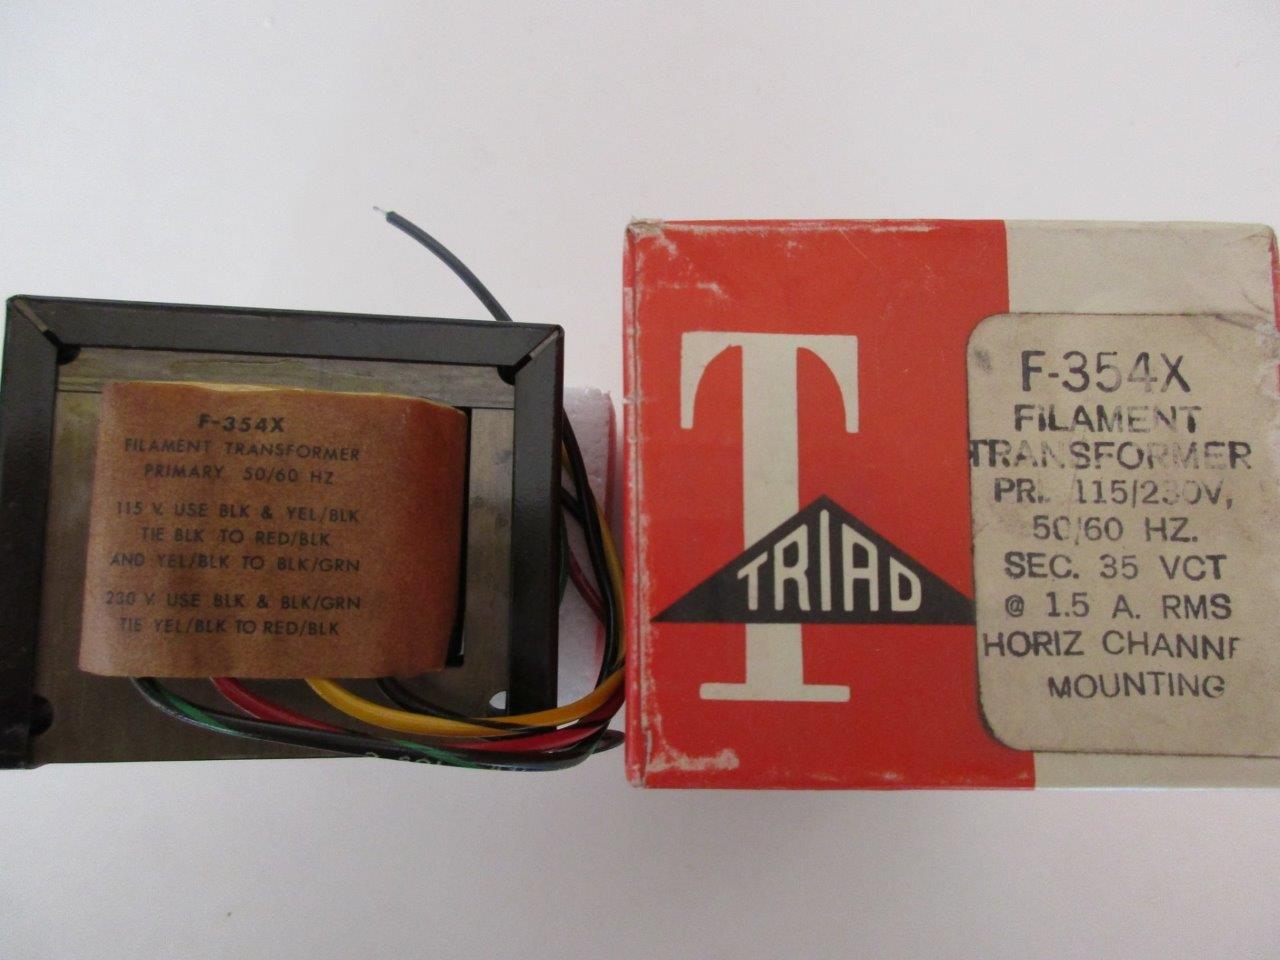 F-354X
FILAMENT TRANSFORMER
PRIMARY 50/60 HZ
115 V. USE BLK & YEL/BLK
TIE BLK TO RED/BLK
AND YEL/BLK TO BLK/GRN
230 V. USE BLK & BLK/GRN
TIE YEL/BLK TO RED/BLK
T
TRIAD
F-354X
FILAMENT
TRANSFORMER
PRI. 115/230V,
50/60 HZ.
SEC. 35 VCT
@ 1.5 A. RMS
HORIZ CHANNE
MOUNTING